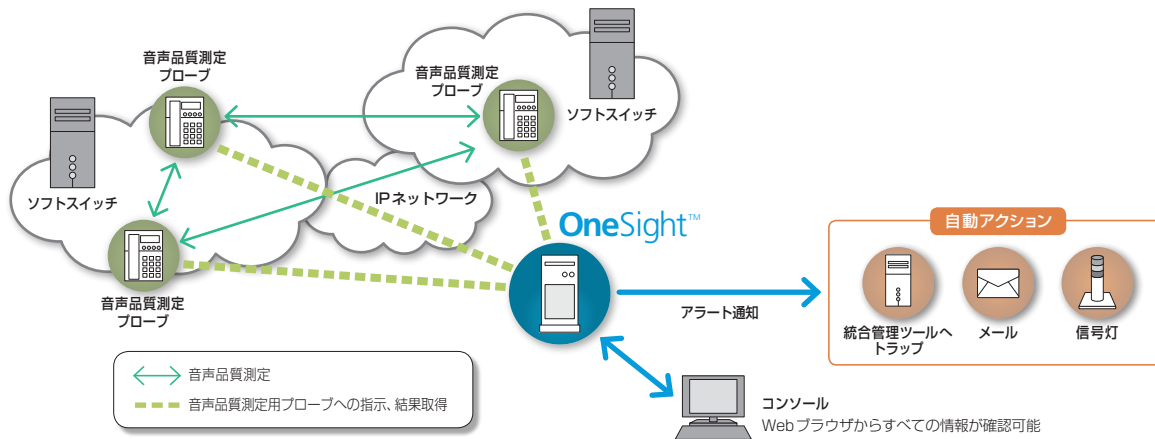 音声品質測定
プローブ
音声品質測定
プローブ
ソフトスイッチ
ソフトスイッチ
IPネットワーク
音声品質測定
プローブ
OneSight™
アラート通知
自動アクション
統合管理ツールへ
トラップ
メール
信号灯
音声品質測定
音声品質測定用プローブへの指示、結果取得
コンソール
Webブラウザからすべての情報が確認可能